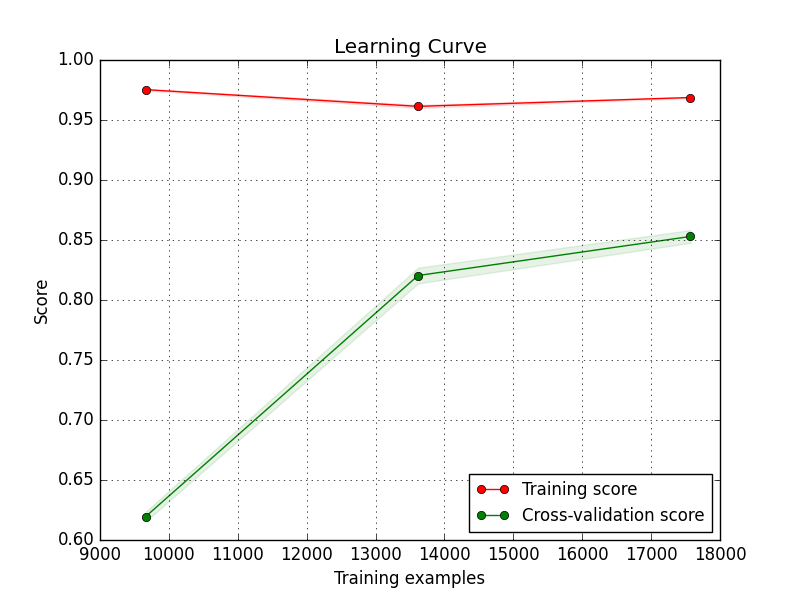 Learning Curve
1.00
0.95
0.90
0.85
0.80
0.75
0.70
0.65
0.60
Score
Training score
Cross-validation score
9000 10000 11000 12000 13000 14000 15000 16000 17000 18000
Training examples